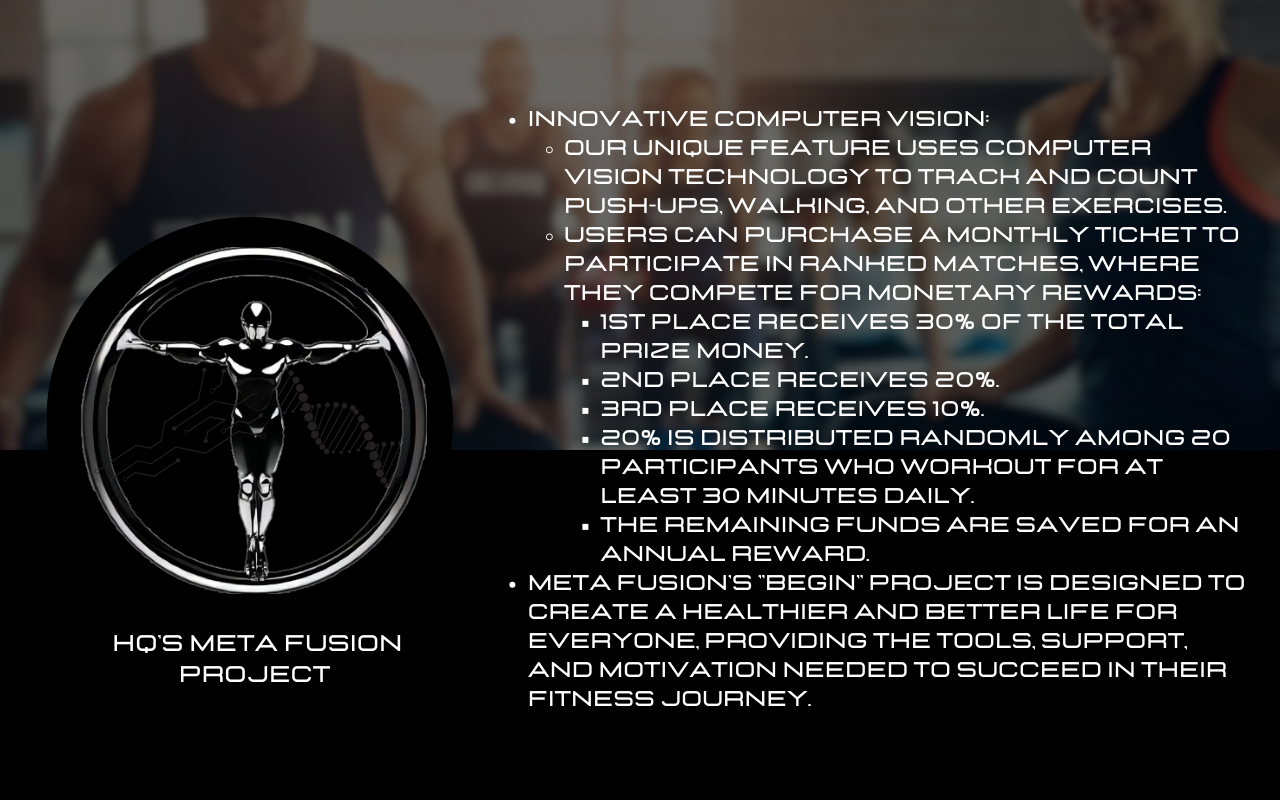 • INNOVATIVE COMPUTER VISION:
◦ OUR UNIQUE FEATURE USES COMPUTER
VISION TECHNOLOGY TO TRACK AND COUNT
PUSH-UPS, WALKING, AND OTHER EXERCISES.
◦ USERS CAN PURCHASE A MONTHLY TICKET TO
PARTICIPATE IN RANKED MATCHES, WHERE
THEY COMPETE FOR MONETARY REWARDS:
▪ 1ST PLACE RECEIVES 30% OF THE TOTAL
PRIZE MONEY.
▪ 2ND PLACE RECEIVES 20%.
▪ 3RD PLACE RECEIVES 10%.
▪ 20% IS DISTRIBUTED RANDOMLY AMONG 20
PARTICIPANTS WHO WORKOUT FOR AT
LEAST 30 MINUTES DAILY.
▪ THE REMAINING FUNDS ARE SAVED FOR AN
ANNUAL REWARD.
• META FUSION'S "BEGIN" PROJECT IS DESIGNED TO
CREATE A HEALTHIER AND BETTER LIFE FOR
EVERYONE, PROVIDING THE TOOLS, SUPPORT,
AND MOTIVATION NEEDED TO SUCCEED IN THEIR
FITNESS JOURNEY.
HQ'S META FUSION
PROJECT